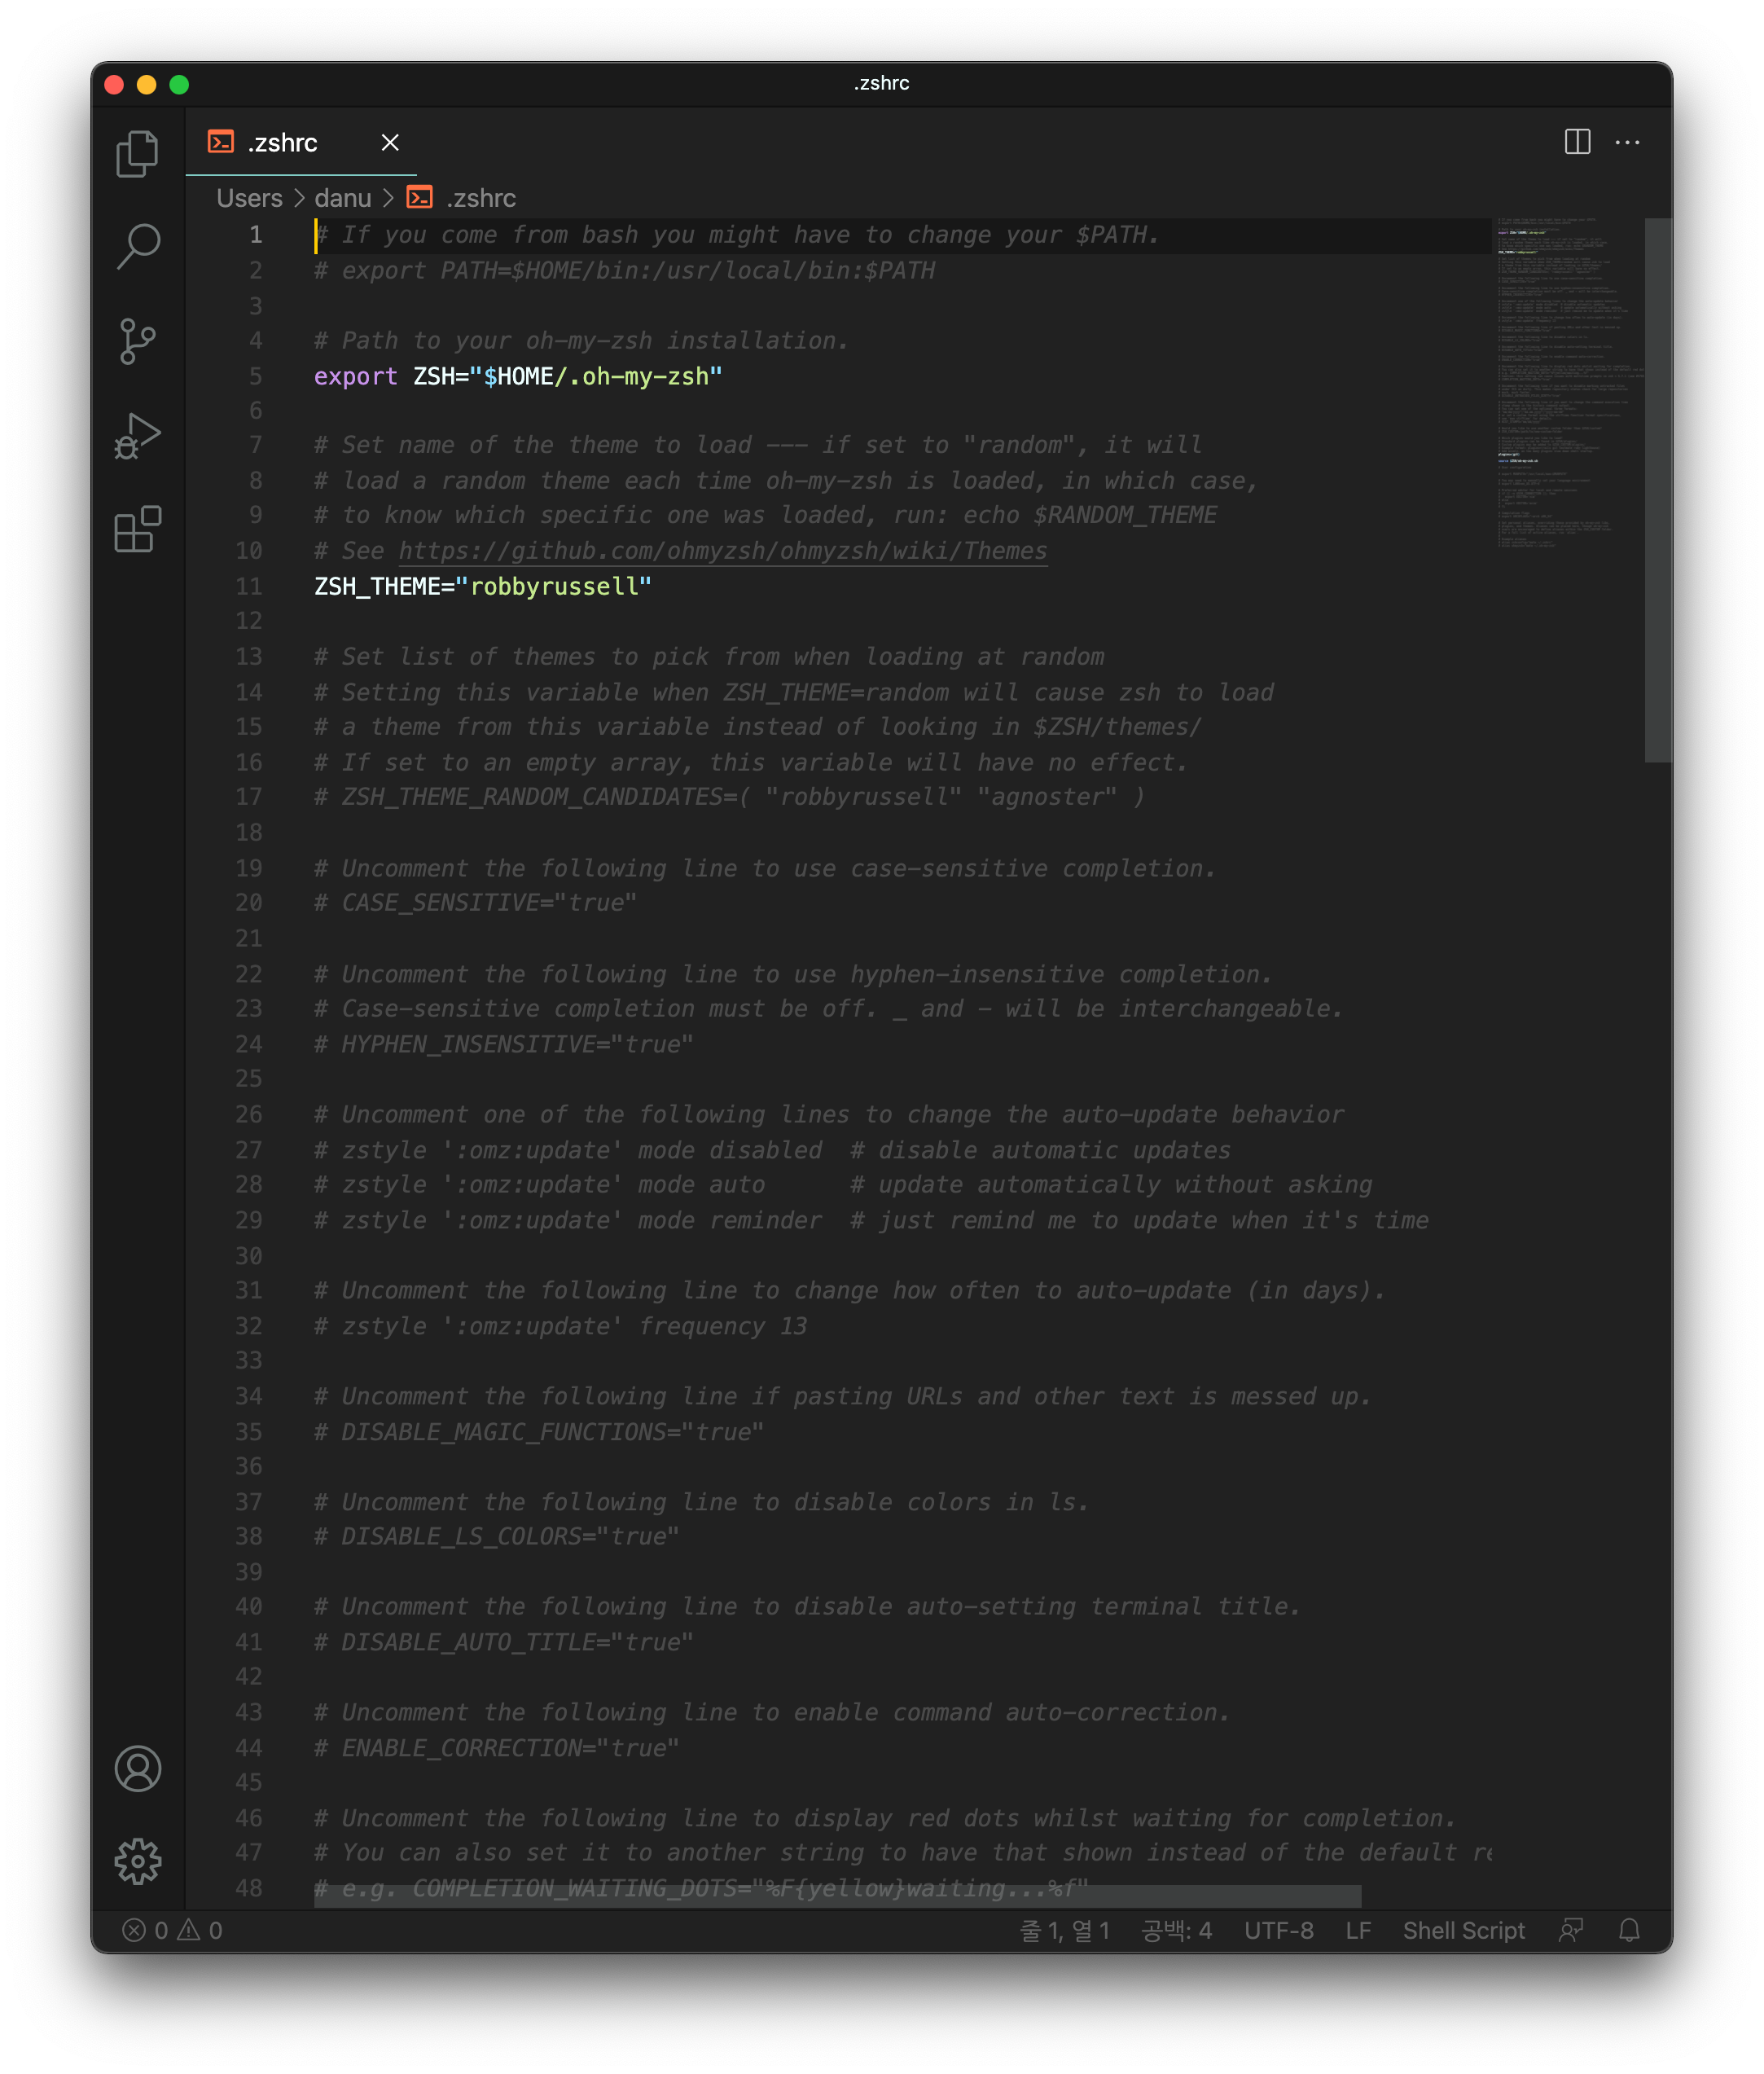 .zshrc
.zshrc
Users > danu > .zshrc
1 # If you come from bash you might have to change your $PATH.
2 # export PATH=$HOME/bin:/usr/local/bin:$PATH
3
4 # Path to your oh-my-zsh installation.
5 export ZSH="$HOME/.oh-my-zsh"
6
7 # Set name of the theme to load --- if set to "random", it will
8 # load a random theme each time oh-my-zsh is loaded, in which case,
9 # to know which specific one was loaded, run: echo $RANDOM_THEME
10 # See https://github.com/ohmyzsh/ohmyzsh/wiki/Themes
11 ZSH_THEME="robbyrussell"
12
13 # Set list of themes to pick from when loading at random
14 # Setting this variable when ZSH_THEME=random will cause zsh to load
15 # a theme from this variable instead of looking in $ZSH/themes/
16 # If set to an empty array, this variable will have no effect.
17 # ZSH_THEME_RANDOM_CANDIDATES=( "robbyrussell" "agnoster" )
18
19 # Uncomment the following line to use case-sensitive completion.
20 # CASE_SENSITIVE="true"
21
22 # Uncomment the following line to use hyphen-insensitive completion.
23 # Case-sensitive completion must be off. _ and - will be interchangeable.
24 # HYPHEN_INSENSITIVE="true"
25
26 # Uncomment one of the following lines to change the auto-update behavior
27 # zstyle ':omz:update' mode disabled  # disable automatic updates
28 # zstyle ':omz:update' mode auto      # update automatically without asking
29 # zstyle ':omz:update' mode reminder  # just remind me to update when it's time
30
31 # Uncomment the following line to change how often to auto-update (in days).
32 # zstyle ':omz:update' frequency 13
33
34 # Uncomment the following line if pasting URLs and other text is messed up.
35 # DISABLE_MAGIC_FUNCTIONS="true"
36
37 # Uncomment the following line to disable colors in ls.
38 # DISABLE_LS_COLORS="true"
39
40 # Uncomment the following line to disable auto-setting terminal title.
41 # DISABLE_AUTO_TITLE="true"
42
43 # Uncomment the following line to enable command auto-correction.
44 # ENABLE_CORRECTION="true"
45
46 # Uncomment the following line to display red dots whilst waiting for completion.
47 # You can also set it to another string to have that shown instead of the default re
48 # e.g. COMPLETION_WAITING_DOTS="%F{yellow}waiting...%f"
0 0 줄 1, 열 1 공백: 4 UTF-8 LF Shell Script